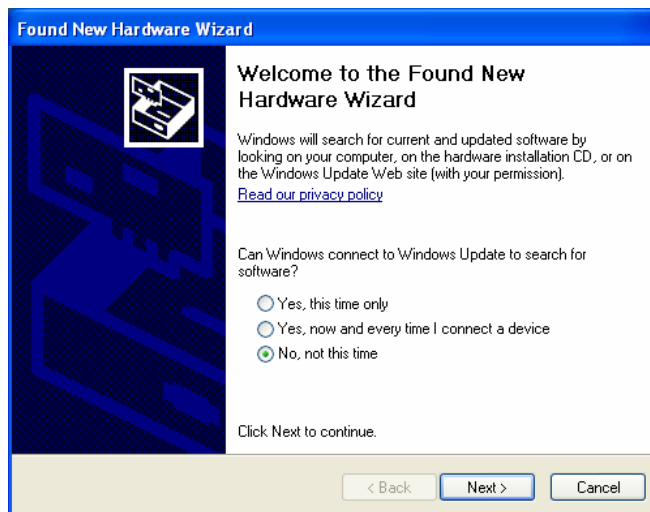 Found New Hardware Wizard
Welcome to the Found New
Hardware Wizard
Windows will search for current and updated software by
looking on your computer, on the hardware installation CD, or on
the Windows Update Web site (with your permission).
Read our privacy policy
Can Windows connect to Windows Update to search for
software?
Yes, this time only
Yes, now and every time I connect a device
No, not this time
Click Next to continue.
< Back
Next >
Cancel